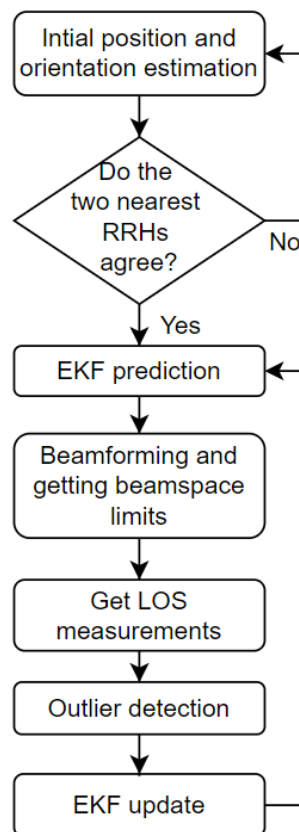 Intial position and
orientation estimation
Do the
two nearest
RRHs
agree?
No
Yes
EKF prediction
Beamforming and
getting beamspace
limits
Get LOS
measurements
Outlier detection
EKF update